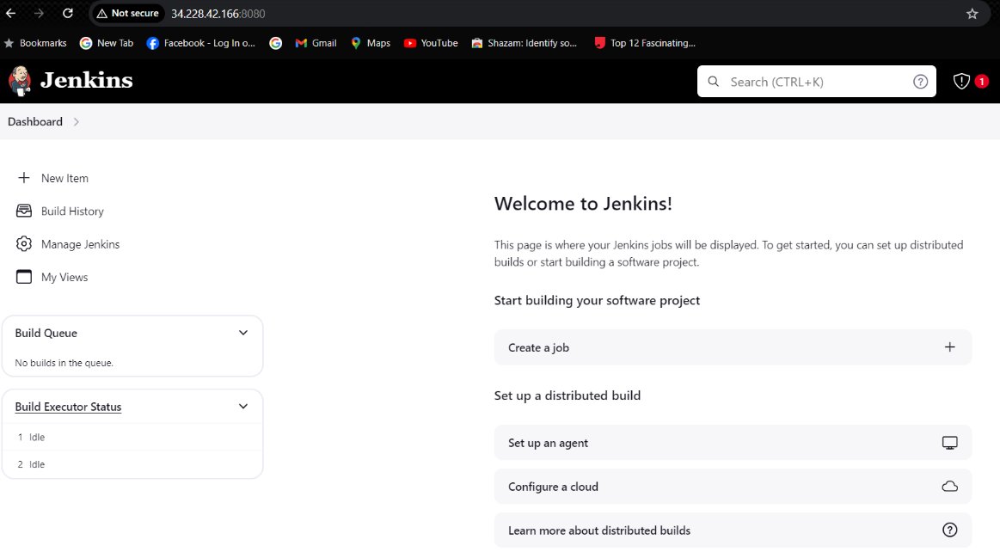 Not secure 34.228.42.166:8080
Bookmarks New Tab Facebook - Log In o... Gmail Maps YouTube Shazam: Identify so... Top 12 Fascinating...
Jenkins
Search (CTRL+K)
1
Dashboard
New Item
Build History
Manage Jenkins
My Views
Build Queue
No builds in the queue.
Build Executor Status
1 Idle
2 Idle
Welcome to Jenkins!
This page is where your Jenkins jobs will be displayed. To get started, you can set up distributed
builds or start building a software project.
Start building your software project
Create a job
Set up a distributed build
Set up an agent
Configure a cloud
Learn more about distributed builds